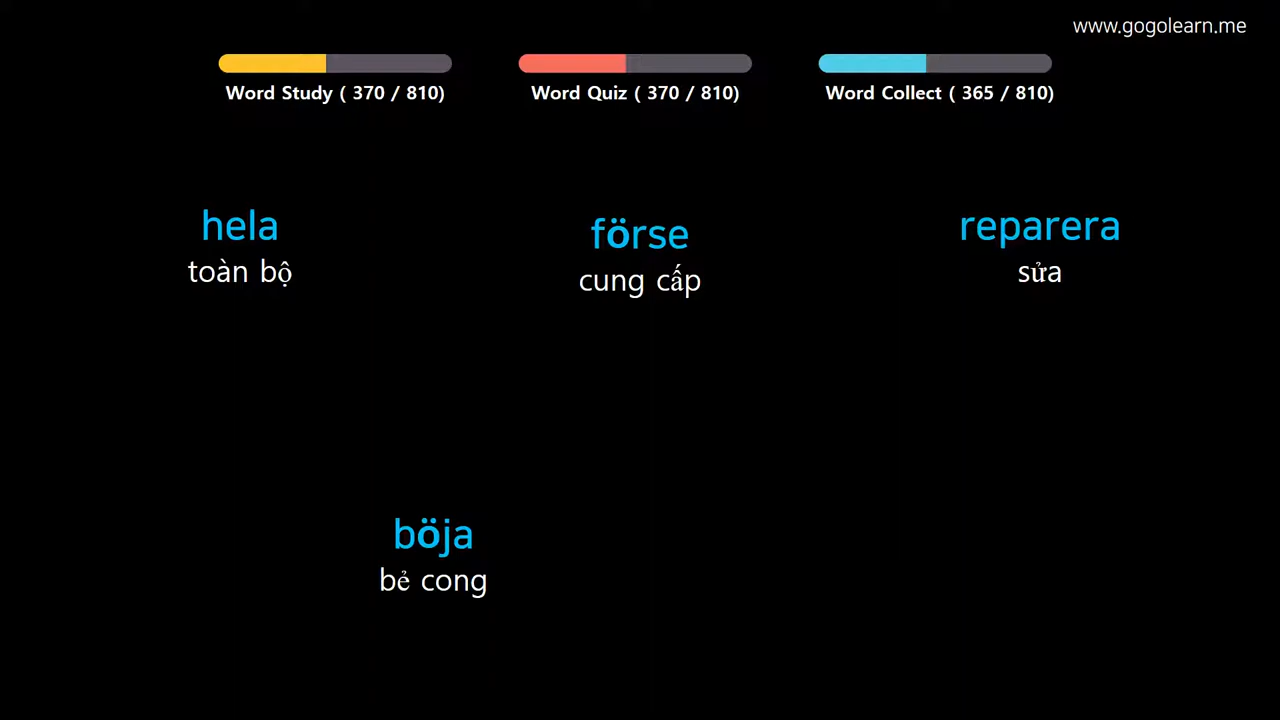 www.gogolearn.me
Word Study ( 370 / 810)
Word Quiz ( 370 / 810)
Word Collect ( 365 / 810)
hela
toàn bộ
förse
cung cấp
reparera
sửa
böja
bẻ cong